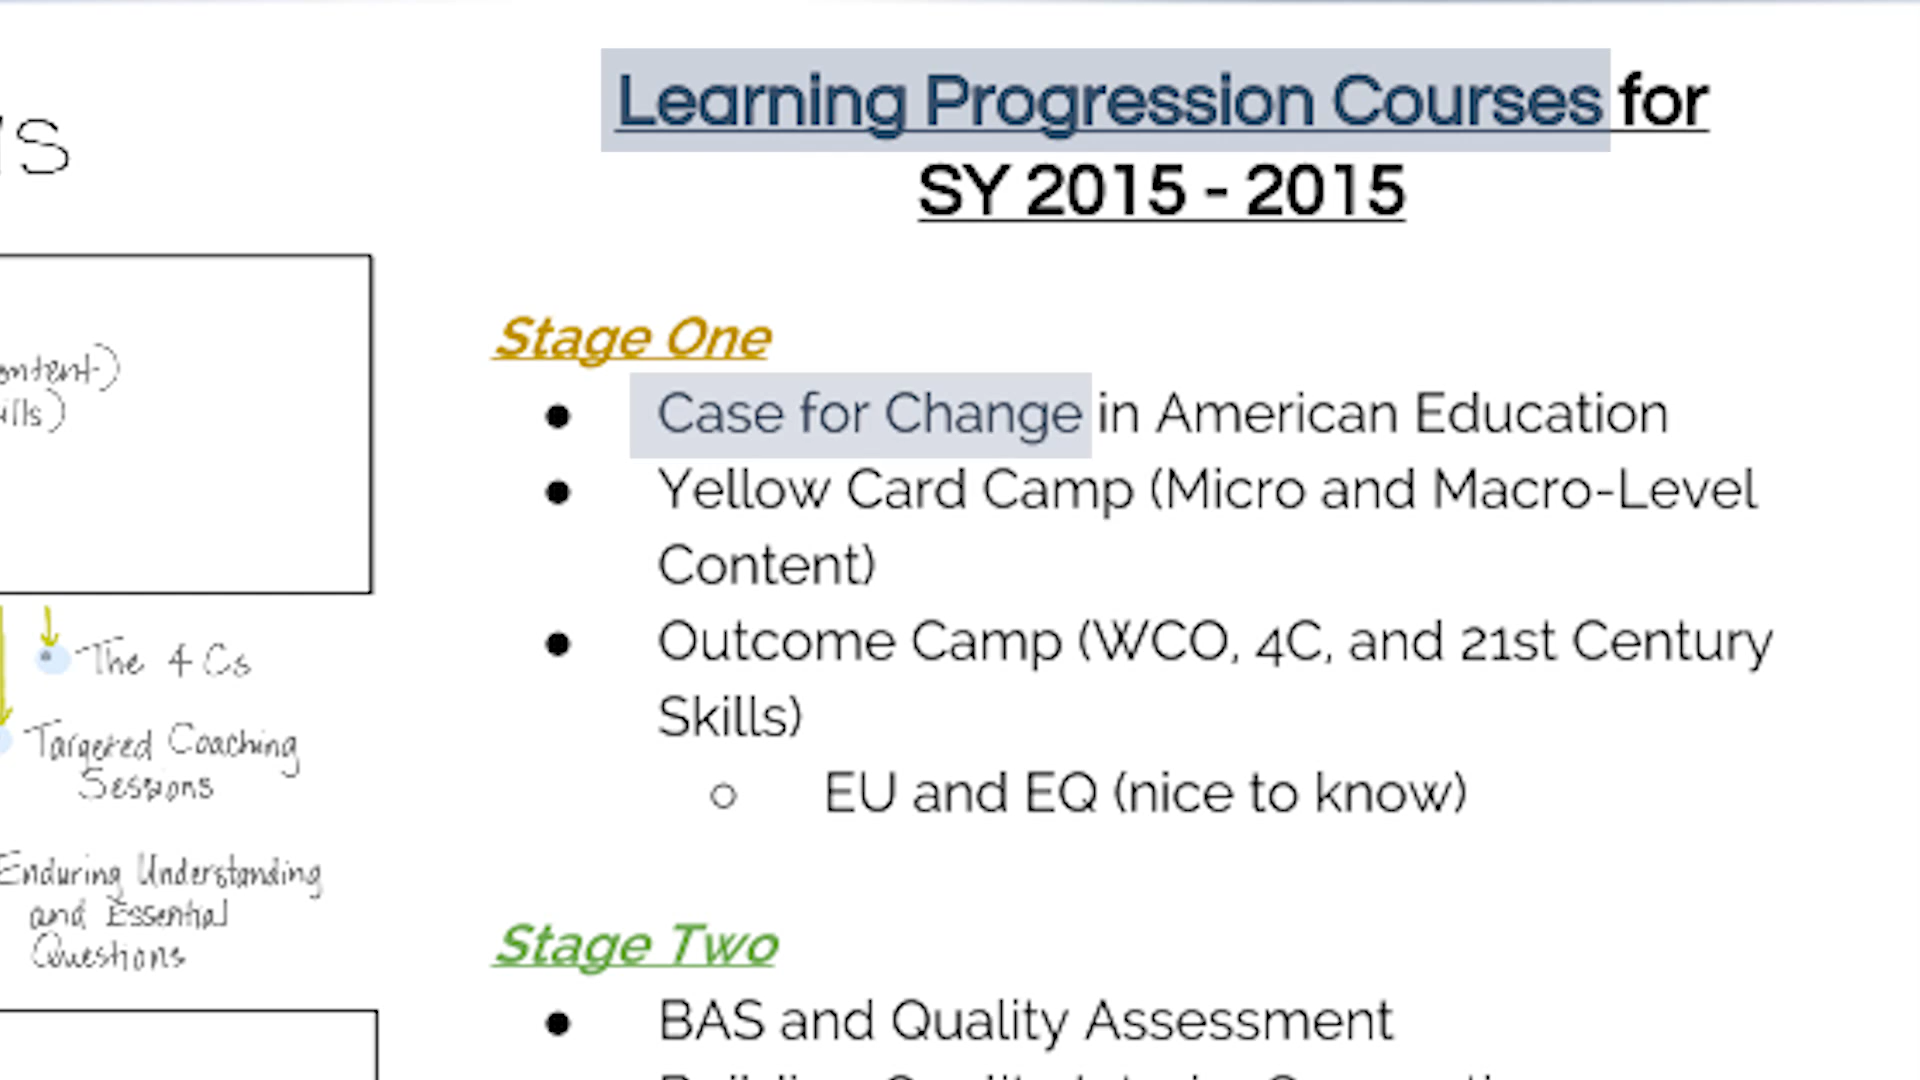 Learning Progression Courses for
SY 2015 - 2015
Stage One
● Case for Change in American Education
● Yellow Card Camp (Micro and Macro-Level
Content)
● Outcome Camp (WCO, 4C, and 21st Century
Skills)
○ EU and EQ (nice to know)
Stage Two
● BAS and Quality Assessment
The 4 Cs
Targeted Coaching
Sessions
Enduring Understanding
and Essential
Questions